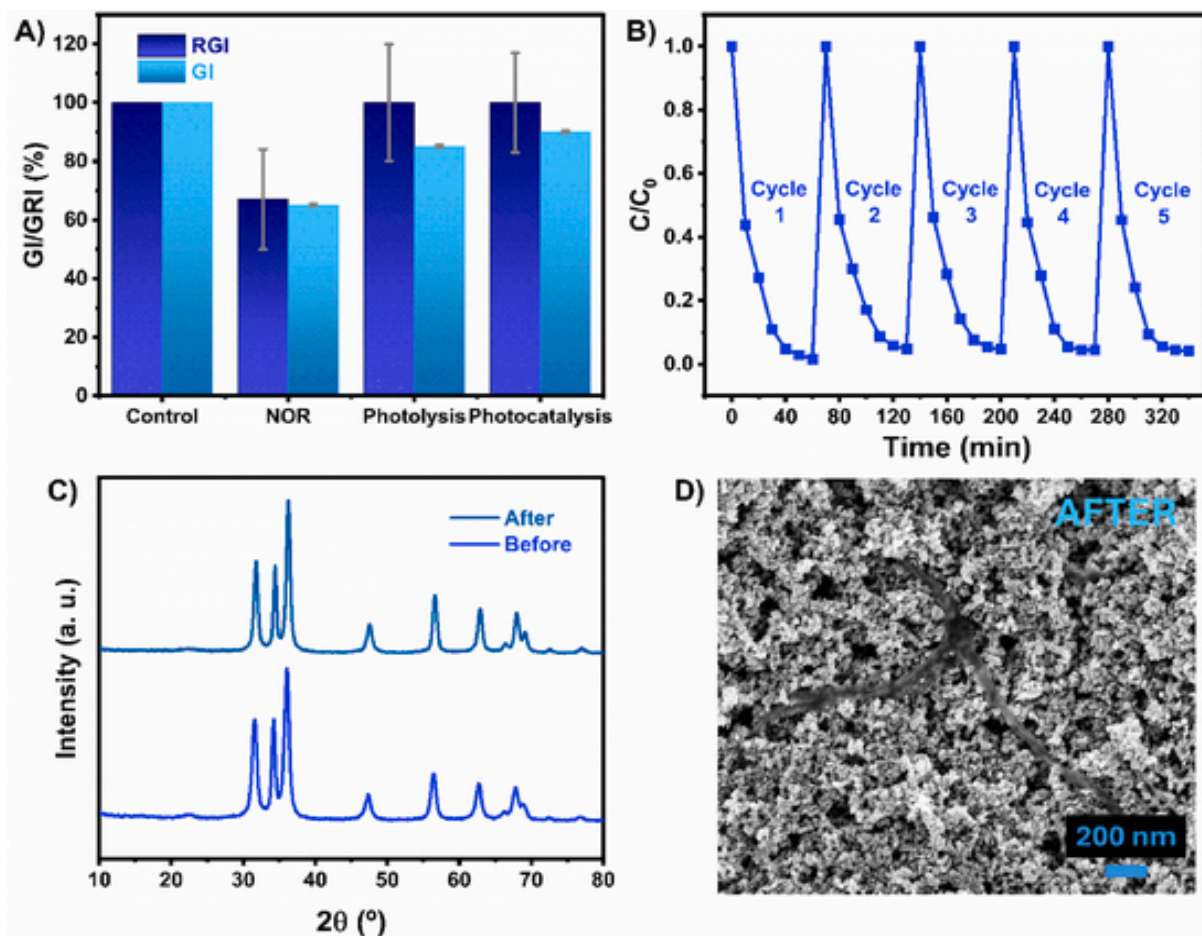 A)
120
100
80
60
40
20
0
GI/GRI (%)
RGI
GI
Control NOR Photolysis Photocatalysis
B)
1.0
0.8
0.6
0.4
0.2
0.0
C/C₀
Cycle Cycle Cycle Cycle Cycle
1 2 3 4 5
0 40 80 120 160 200 240 280 320
Time (min)
C)
After
Before
Intensity (a. u.)
10 20 30 40 50 60 70 80
2θ (º)
D)
AFTER
200 nm